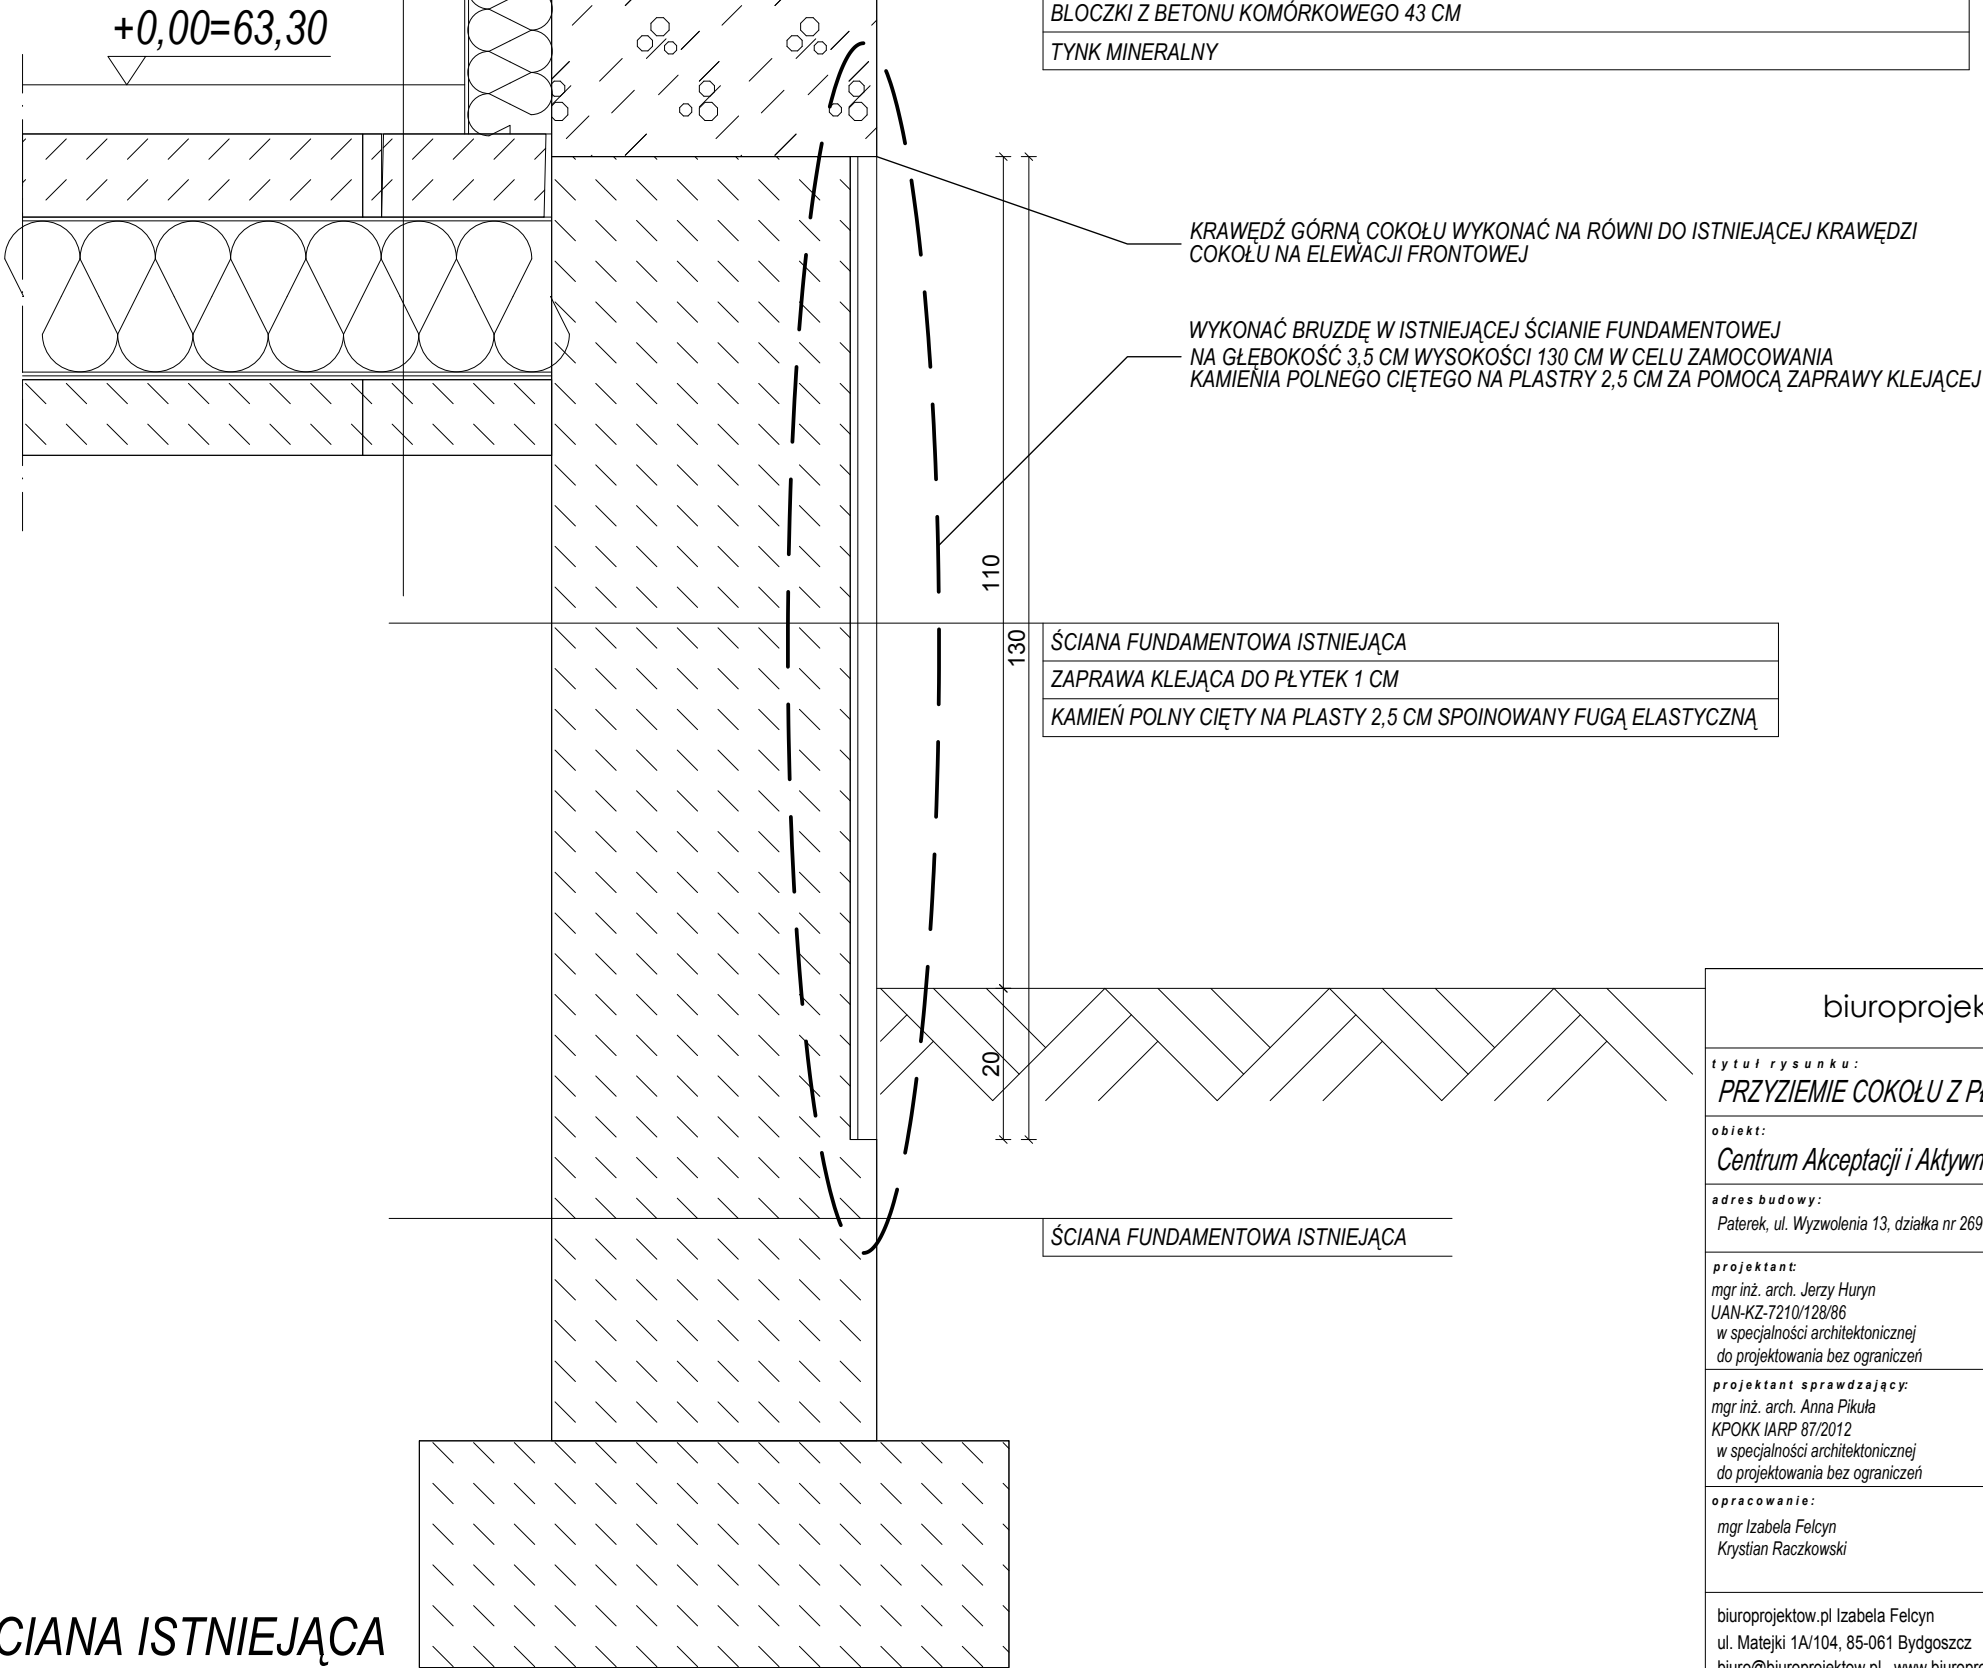 +0,00=63,30
BLOCZKI Z BETONU KOMÓRKOWEGO 43 CM
TYNK MINERALNY
KRAWĘDŹ GÓRNĄ COKOŁU WYKONAĆ NA RÓWNI DO ISTNIEJĄCEJ KRAWĘDZI
COKOŁU NA ELEWACJI FRONTOWEJ
WYKONAĆ BRUZDĘ W ISTNIEJĄCEJ ŚCIANIE FUNDAMENTOWEJ
NA GŁĘBOKOŚĆ 3,5 CM WYSOKOŚCI 130 CM W CELU ZAMOCOWANIA
KAMIENIA POLNEGO CIĘTEGO NA PLASTRY 2,5 CM ZA POMOCĄ ZAPRAWY KLEJĄCEJ
110
130
20
ŚCIANA FUNDAMENTOWA ISTNIEJĄCA
ZAPRAWA KLEJĄCA DO PŁYTEK 1 CM
KAMIEŃ POLNY CIĘTY NA PLASTY 2,5 CM SPOINOWANY FUGĄ ELASTYCZNĄ
ŚCIANA FUNDAMENTOWA ISTNIEJĄCA
CIANA ISTNIEJĄCA
biuroprojek
tytuł rysunku:
PRZYZIEMIE COKOŁU Z
obiekt:
Centrum Akceptacji i Aktywn
adres budowy:
Paterek, ul. Wyzwolenia 13, działka nr 269
projektant:
mgr inż. arch. Jerzy Huryn
UAN-KZ-7210/128/86
w specjalności architektonicznej
do projektowania bez ograniczeń
projektant sprawdzający:
mgr inż. arch. Anna Pikuła
KPOKK IARP 87/2012
w specjalności architektonicznej
do projektowania bez ograniczeń
opracowanie:
mgr Izabela Felcyn
Krystian Raczkowski
biuroprojektow.pl Izabela Felcyn
ul. Matejki 1A/104, 85-061 Bydgoszcz
biuro@biuroprojektow.pl www.biuropro